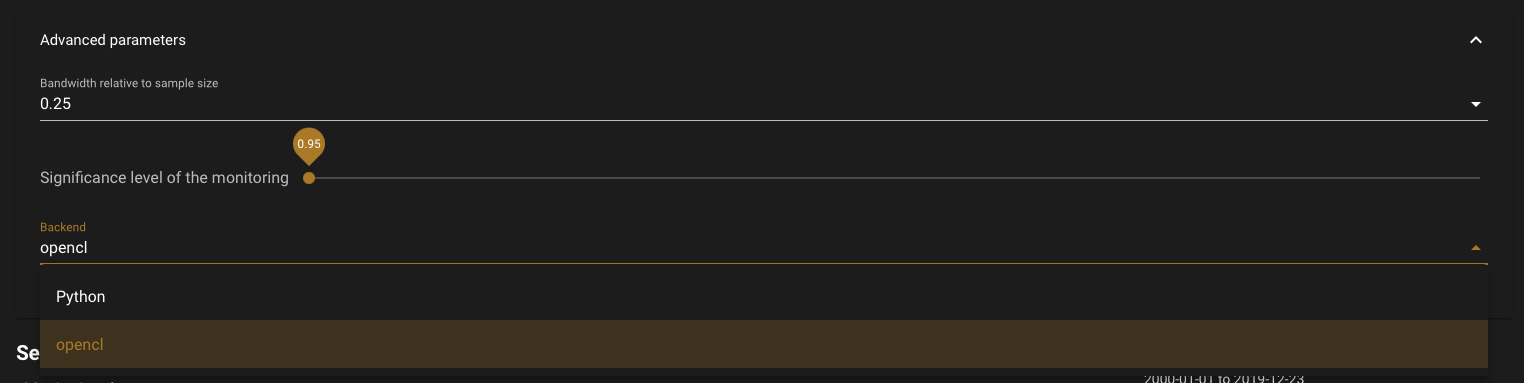 Advanced parameters
Bandwidth relative to sample size
0.25
0.95
Significance level of the monitoring
Backend
opencl
Python
opencl
Se
2000-01-01 to 2019-12-23